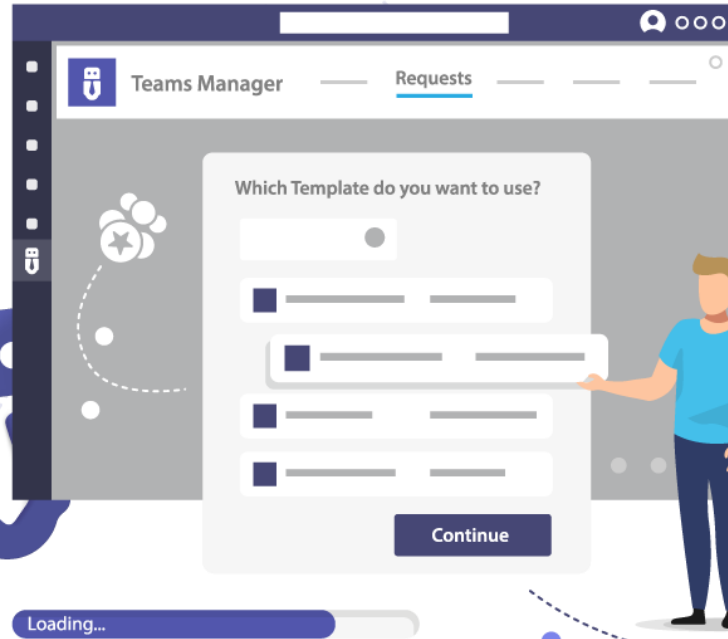 Teams Manager
Requests
Which Template do you want to use?
Continue
Loading...